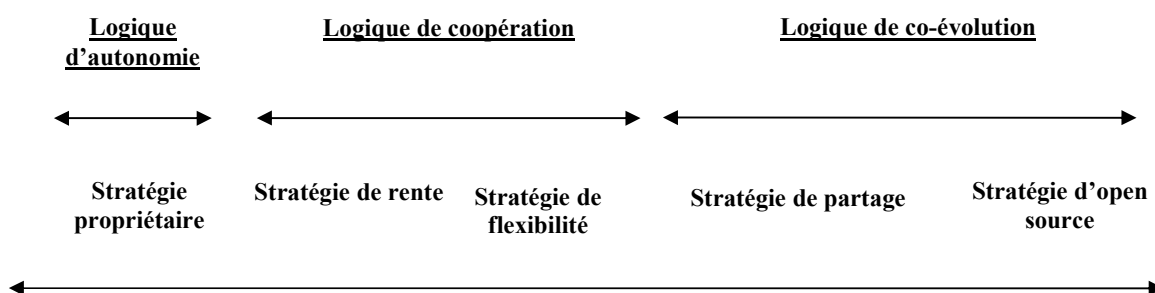 Logique
d’autonomie
Logique de coopération
Logique de co-évolution
Stratégie
propriétaire
Stratégie de rente
Stratégie de
flexibilité
Stratégie de partage
Stratégie d’open
source